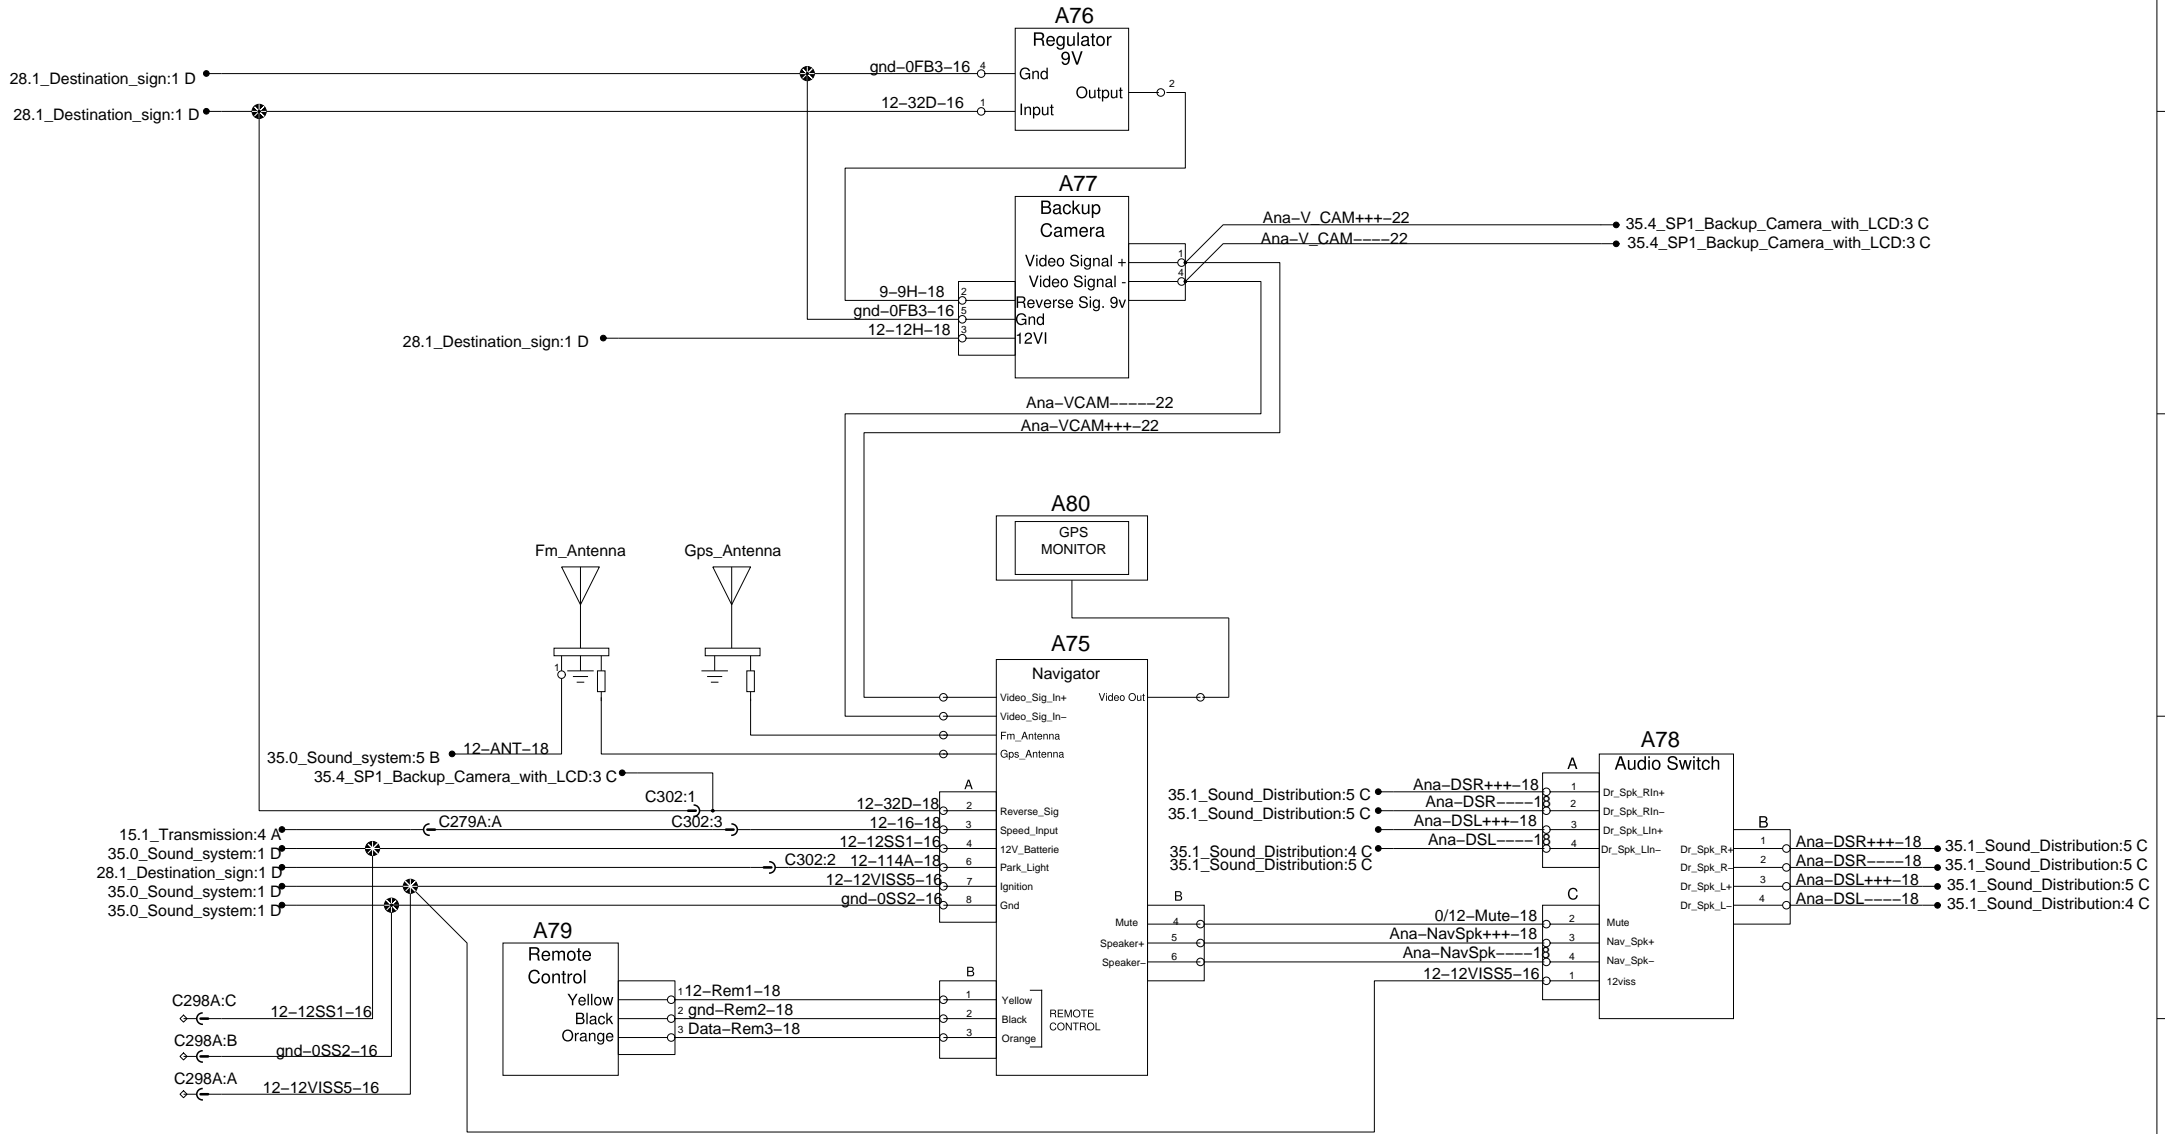 A76
Regulator
9V
28.1_Destination_sign:1 D
gnd–0FB3–16
4
Gnd
2
Output
28.1_Destination_sign:1 D
12–32D–16
1
Input
A77
Backup
Camera
Ana–V_CAM+++–22
35.4_SP1_Backup_Camera_with_LCD:3 C
Ana–V_CAM––––22
35.4_SP1_Backup_Camera_with_LCD:3 C
Video Signal +
1
Video Signal -
4
9–9H–18
2
Reverse Sig. 9v
gnd–0FB3–16
5
Gnd
28.1_Destination_sign:1 D
12–12H–18
3
12VI
Ana–VCAM–––––22
Ana–VCAM+++–22
A80
GPS
MONITOR
Fm_Antenna
Gps_Antenna
1
A75
Navigator
Video_Sig_In+
Video Out
Video_Sig_In–
Fm_Antenna
Gps_Antenna
35.0_Sound_system:5 B
12–ANT–18
35.4_SP1_Backup_Camera_with_LCD:3 C
A
C302:1
12–32D–18
2
Reverse_Sig
15.1_Transmission:4 A
C279A:A
C302:3
12–16–18
3
Speed_Input
35.0_Sound_system:1 D
12–12SS1–16
4
12V_Batterie
28.1_Destination_sign:1 D
C302:2
12–114A–18
6
Park_Light
35.0_Sound_system:1 D
12–12VISS5–16
7
Ignition
35.0_Sound_system:1 D
gnd–0SS2–16
8
Gnd
A78
Audio Switch
A
35.1_Sound_Distribution:5 C
Ana–DSR+++–18
1
Dr_Spk_RIn+
35.1_Sound_Distribution:5 C
Ana–DSR––––18
2
Dr_Spk_RIn–
Ana–DSL+++–18
3
Dr_Spk_LIn+
35.1_Sound_Distribution:4 C
Ana–DSL––––18
4
Dr_Spk_LIn–
35.1_Sound_Distribution:5 C
B
Dr_Spk_R+
1
Ana–DSR+++–18
35.1_Sound_Distribution:5 C
Dr_Spk_R–
2
Ana–DSR––––18
35.1_Sound_Distribution:5 C
Dr_Spk_L+
3
Ana–DSL+++–18
35.1_Sound_Distribution:5 C
Dr_Spk_L–
4
Ana–DSL––––18
35.1_Sound_Distribution:4 C
B
C
Mute
4
0/12–Mute–18
2
Mute
Speaker+
5
Ana–NavSpk+++–18
3
Nav_Spk+
Speaker–
6
Ana–NavSpk––––18
4
Nav_Spk–
12–12VISS5–16
1
12viss
A79
Remote
Control
B
Yellow
1
12–Rem1–18
1
Yellow
Black
2
gnd–Rem2–18
2
Black
Orange
3
Data–Rem3–18
3
Orange
REMOTE
CONTROL
C298A:C
12–12SS1–16
C298A:B
gnd–0SS2–16
C298A:A
12–12VISS5–16